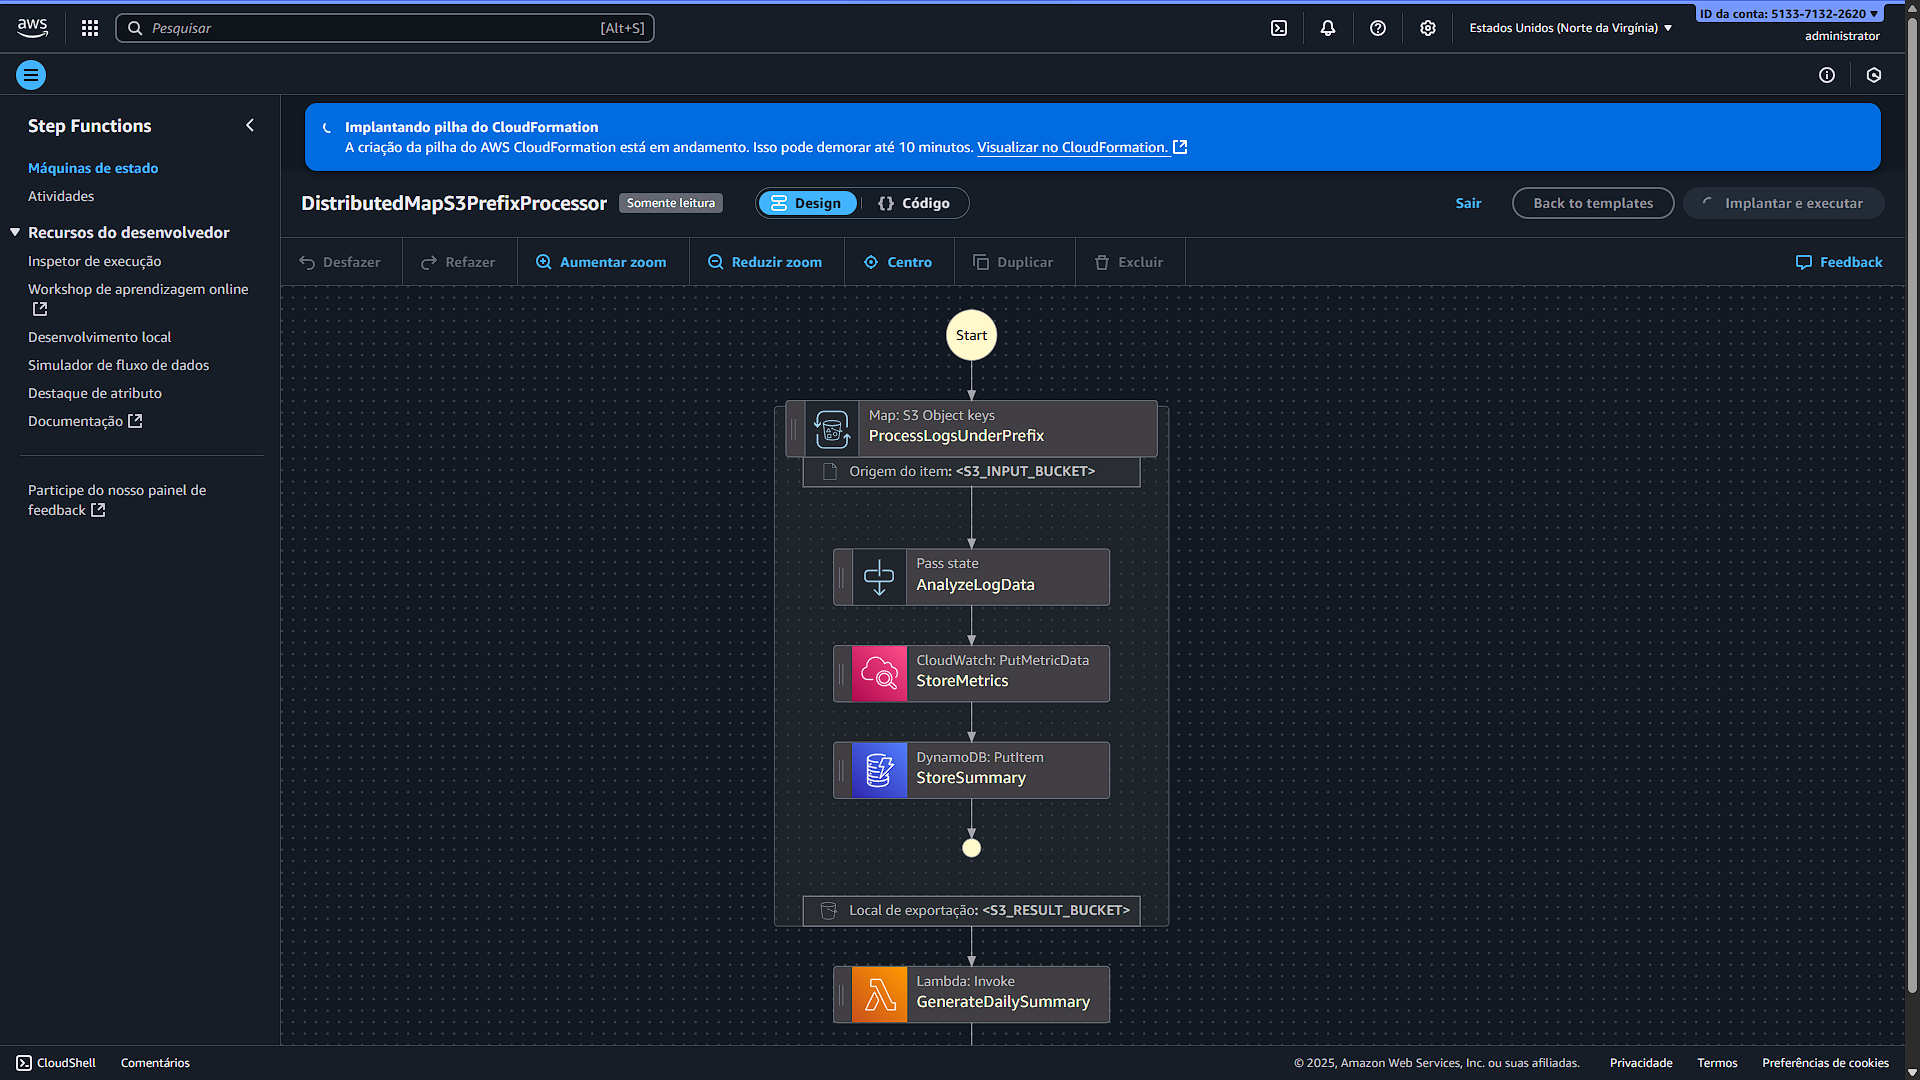 aws
Pesquisar
[Alt+S]
Estados Unidos (Norte da Virgínia)
ID da conta: 5133-7132-2620
administrator
Step Functions
Máquinas de estado
Atividades
Recursos do desenvolvedor
Inspetor de execução
Workshop de aprendizagem online
Desenvolvimento local
Simulador de fluxo de dados
Destaque de atributo
Documentação
Participe do nosso painel de
feedback
Implantando pilha do CloudFormation
A criação da pilha do AWS CloudFormation está em andamento. Isso pode demorar até 10 minutos. Visualizar no CloudFormation.
DistributedMapS3PrefixProcessor
Somente leitura
Design
{} Código
Sair
Back to templates
Implantar e executar
Desfazer
Refazer
Aumentar zoom
Reduzir zoom
Centro
Duplicar
Excluir
Feedback
Start
Map: S3 Object keys
ProcessLogsUnderPrefix
Origem do item: <S3_INPUT_BUCKET>
Pass state
AnalyzeLogData
CloudWatch: PutMetricData
StoreMetrics
DynamoDB: PutItem
StoreSummary
Local de exportação: <S3_RESULT_BUCKET>
Lambda: Invoke
GenerateDailySummary
CloudShell
Comentários
© 2025, Amazon Web Services, Inc. ou suas afiliadas.
Privacidade
Termos
Preferências de cookies